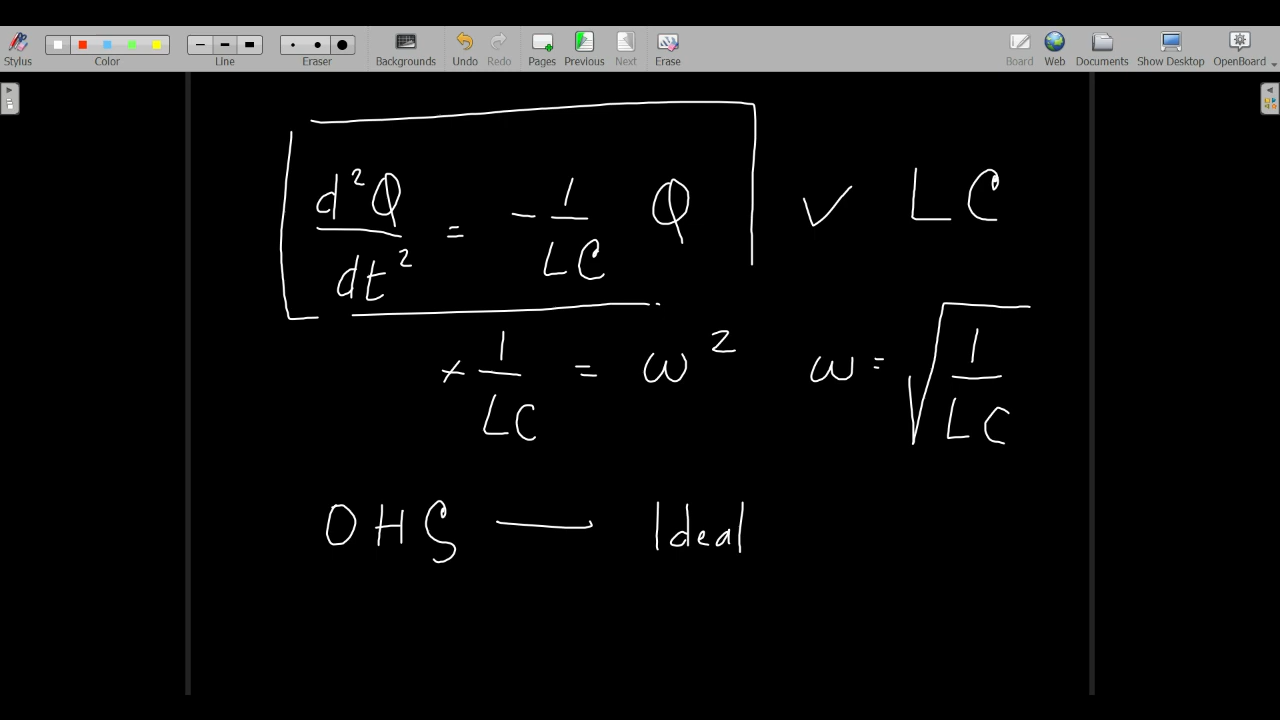 Stylus Color Line Eraser Backgrounds Undo Redo Pages Previous Next Erase Board Web Documents Show Desktop OpenBoard
d²Q/dt² = - 1/LC Q ✓ LC
+ 1/LC = ω² ω = √(1/LC)
OHS — Ideal